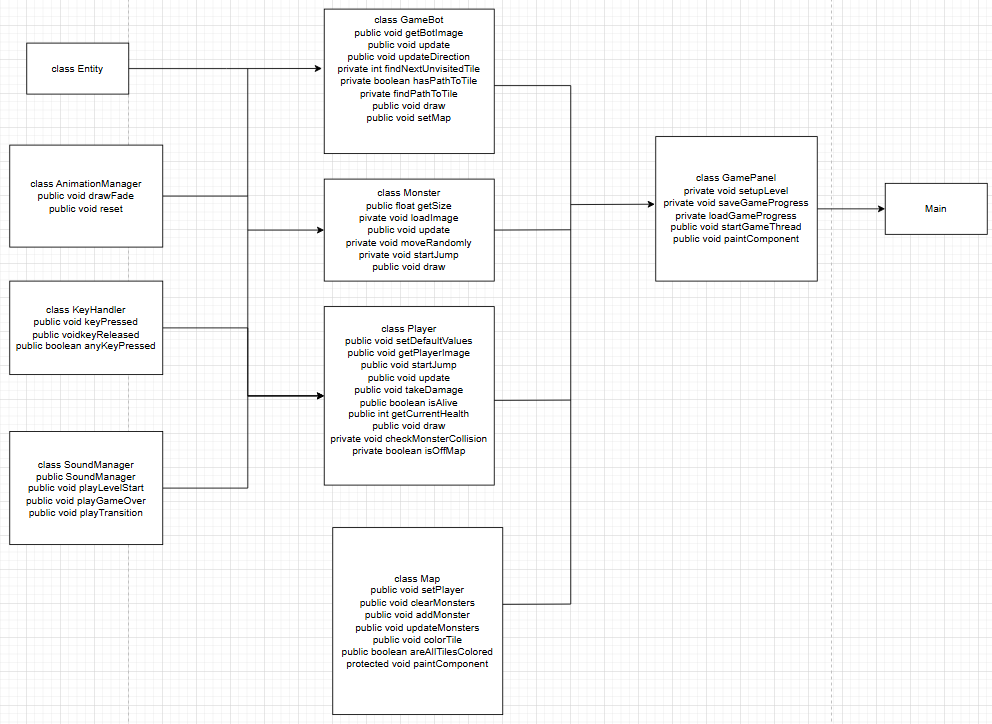 class Entity
class AnimationManager
public void drawFade
public void reset
class KeyHandler
public void keyPressed
public voidkeyReleased
public boolean anyKeyPressed
class SoundManager
public SoundManager
public void playLevelStart
public void playGameOver
public void playTransition
class GameBot
public void getBotImage
public void update
public void updateDirection
private int findNextUnvisitedTile
private boolean hasPathToTile
private findPathToTile
public void draw
public void setMap
class Monster
public float getSize
pivate void loadImage
public void update
private void moveRandomly
private void startJump
public void draw
class Player
public void setDefaultValues
public void getPlayerImage
public void startJump
public void update
public void takeDamage
public boolean isAlive
public int getCurrentHealth
public void draw
private void checkMonsterCollision
private boolean isOffMap
class Map
public void setPlayer
public void clearMonsters
public void addMonster
public void updateMonsters
public void colorTile
public boolean areAllTilesColored
protected void paintComponent
class GamePanel
private void setupLevel
private void saveGameProgress
private loadGameProgress
public void startGameThread
public void paintComponent
Main